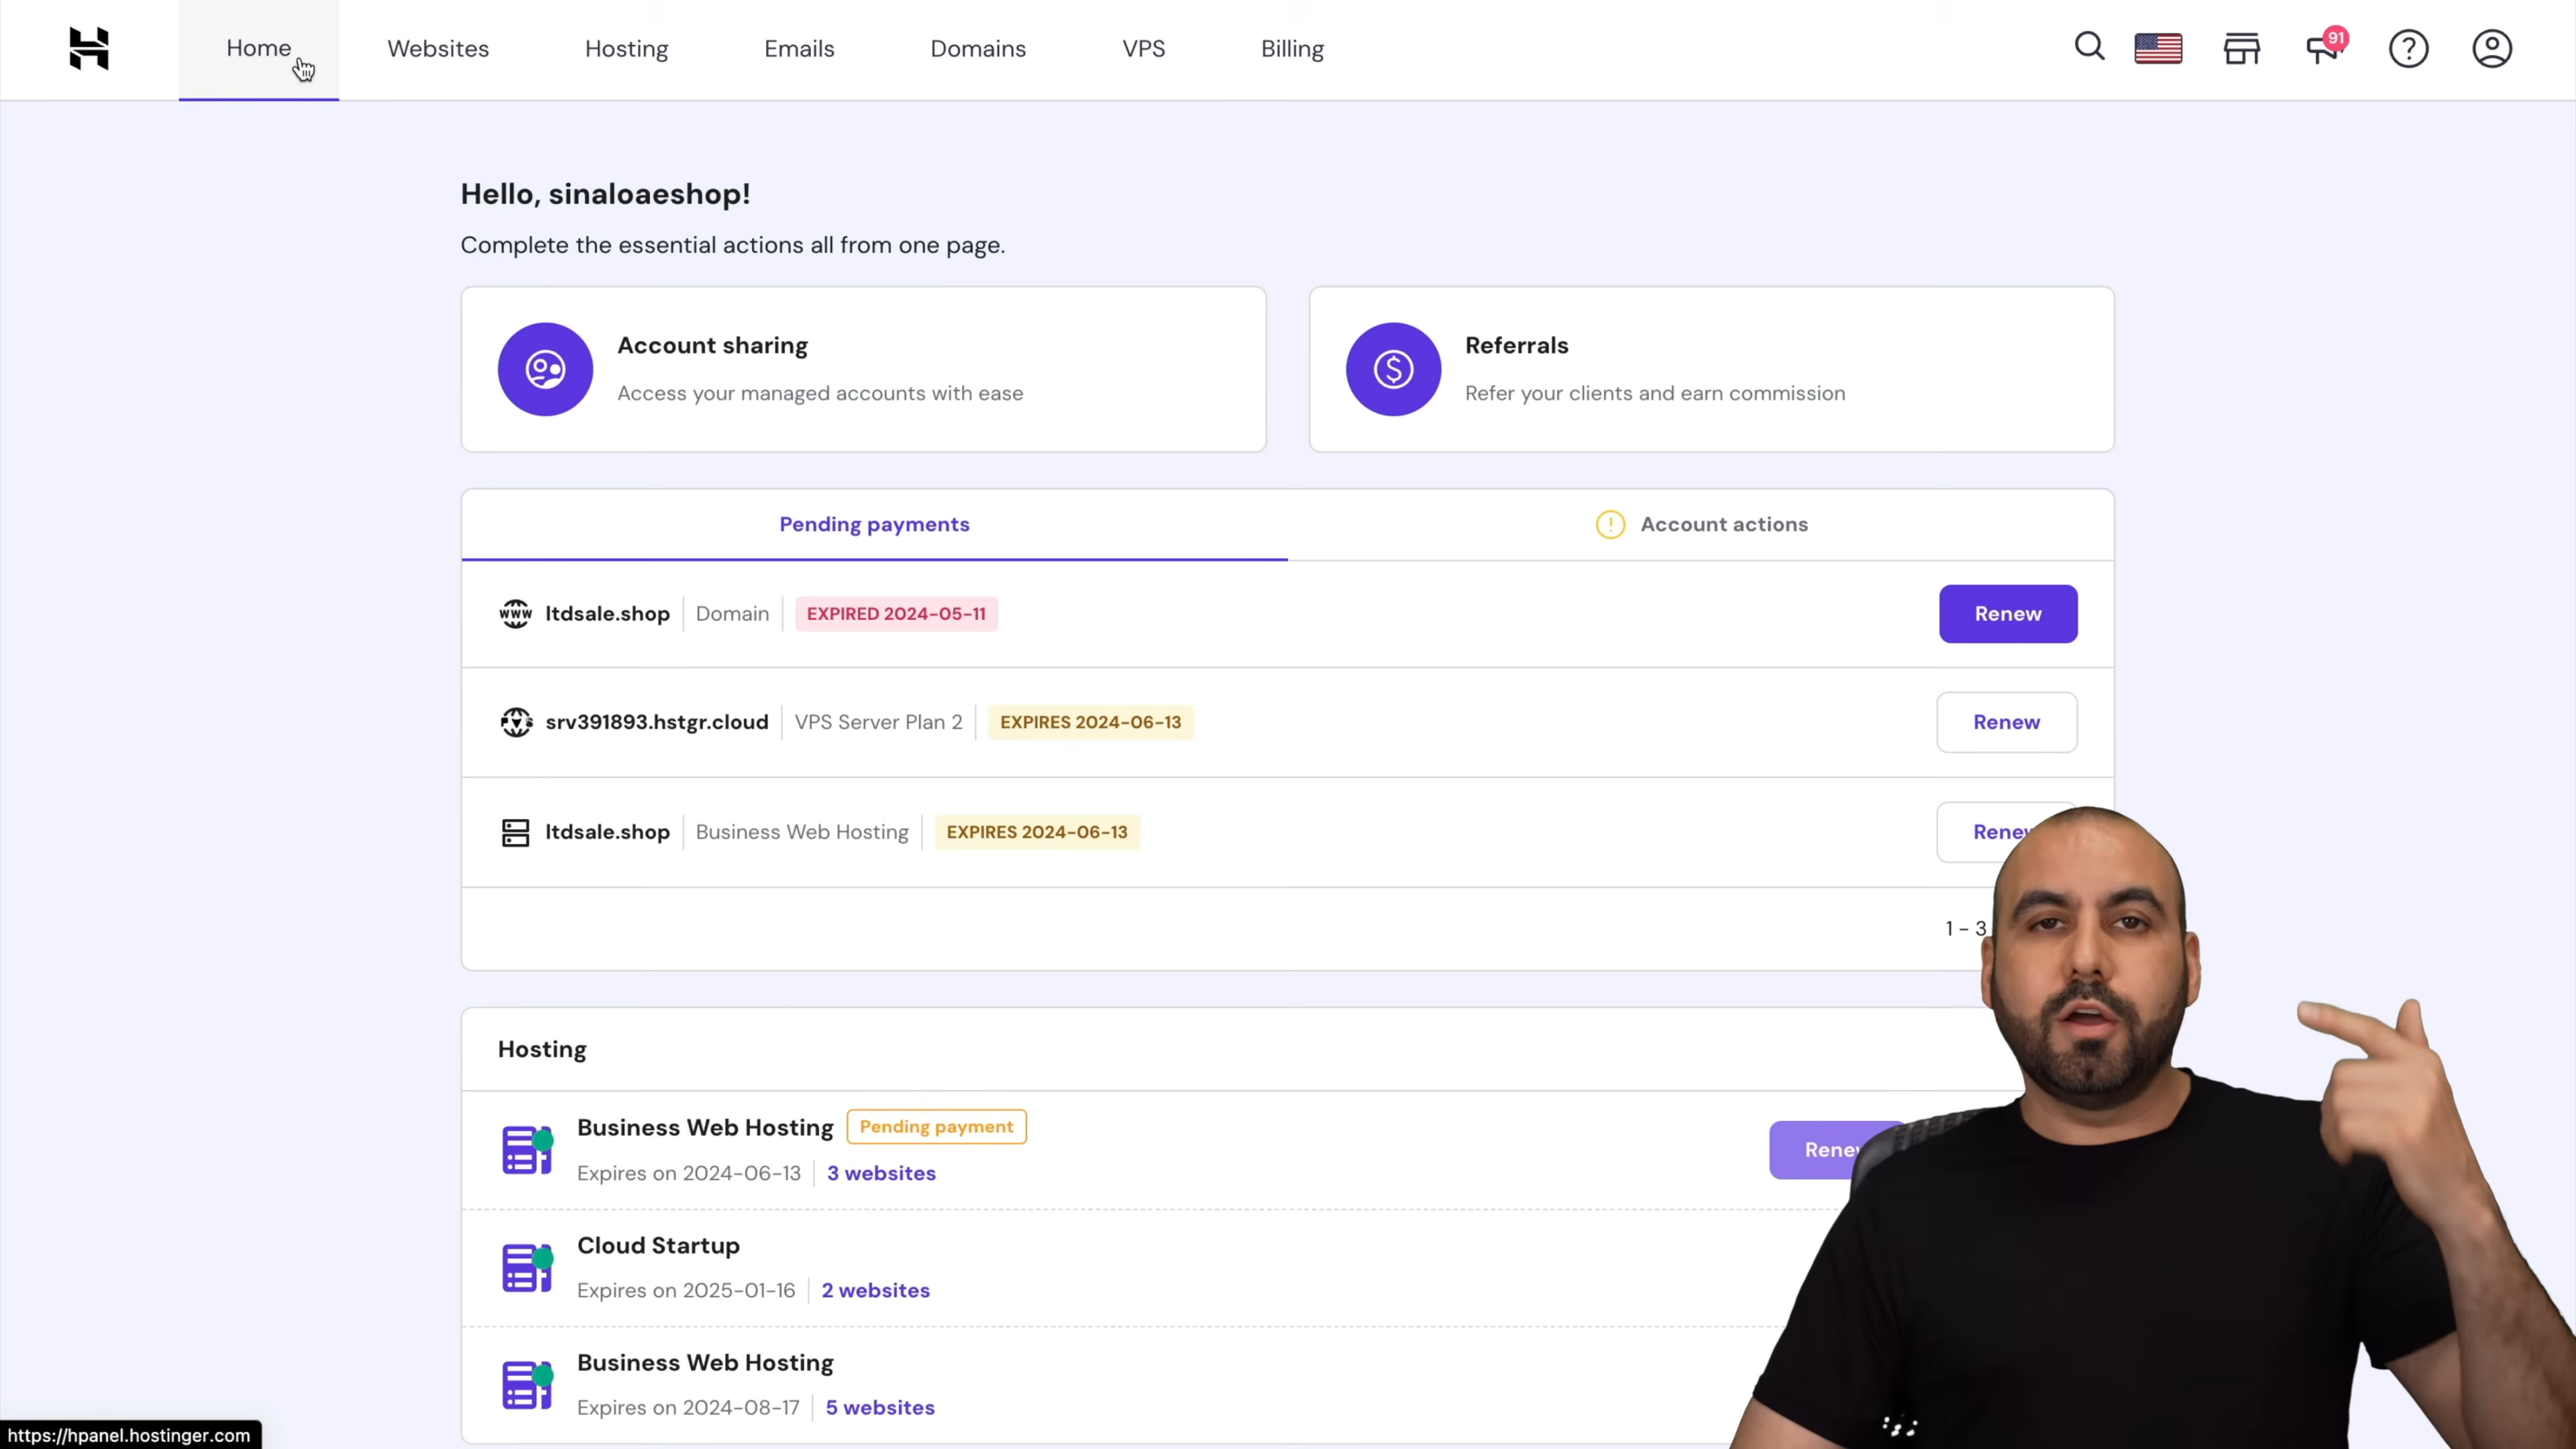 Home Websites Hosting Emails Domains VPS Billing 91
Hello, sinaloaeshop!
Complete the essential actions all from one page.
Account sharing
Access your managed accounts with ease
Referrals
Refer your clients and earn commission
Pending payments
Account actions
www ltdsale.shop Domain EXPIRED 2024-05-11 Renew
srv391893.hstgr.cloud VPS Server Plan 2 EXPIRES 2024-06-13 Renew
ltdsale.shop Business Web Hosting EXPIRES 2024-06-13
1 - 3
Hosting
Business Web Hosting Pending payment
Expires on 2024-06-13 3 websites
Cloud Startup
Expires on 2025-01-16 2 websites
Business Web Hosting
Expires on 2024-08-17 5 websites
https://hpanel.hostinger.com